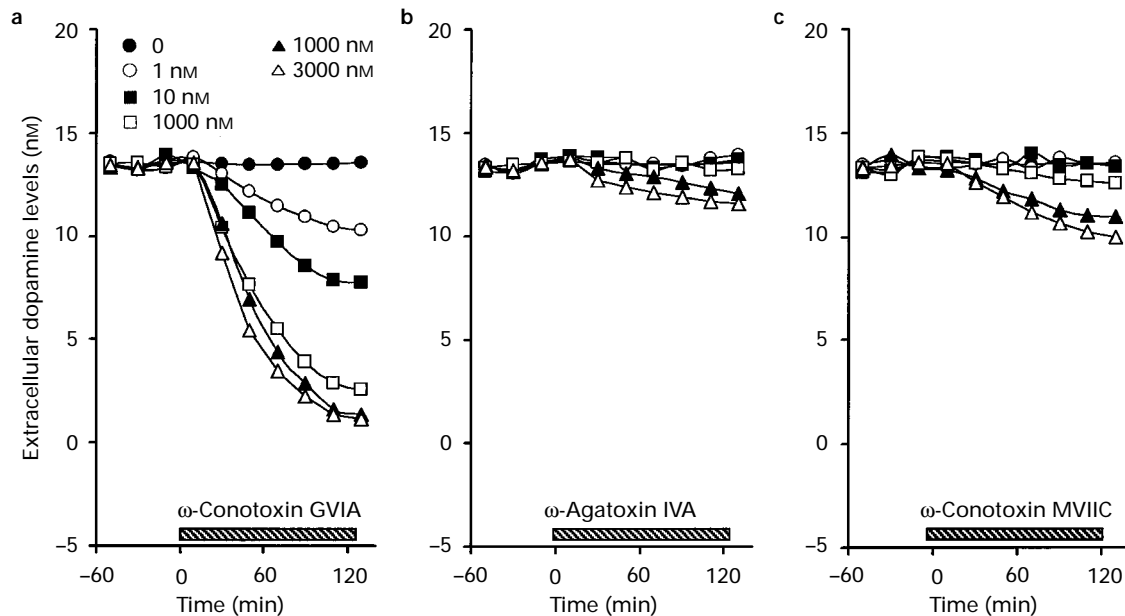 a
b
c
20
15
10
5
0
−5
Extracellular dopamine levels (nM)
0
1 nM
10 nM
1000 nM
1000 nM
3000 nM
ω-Conotoxin GVIA
−60
0
60
120
Time (min)
20
15
10
5
0
−5
ω-Agatoxin IVA
−60
0
60
120
Time (min)
20
15
10
5
0
−5
ω-Conotoxin MVIIC
−60
0
60
120
Time (min)